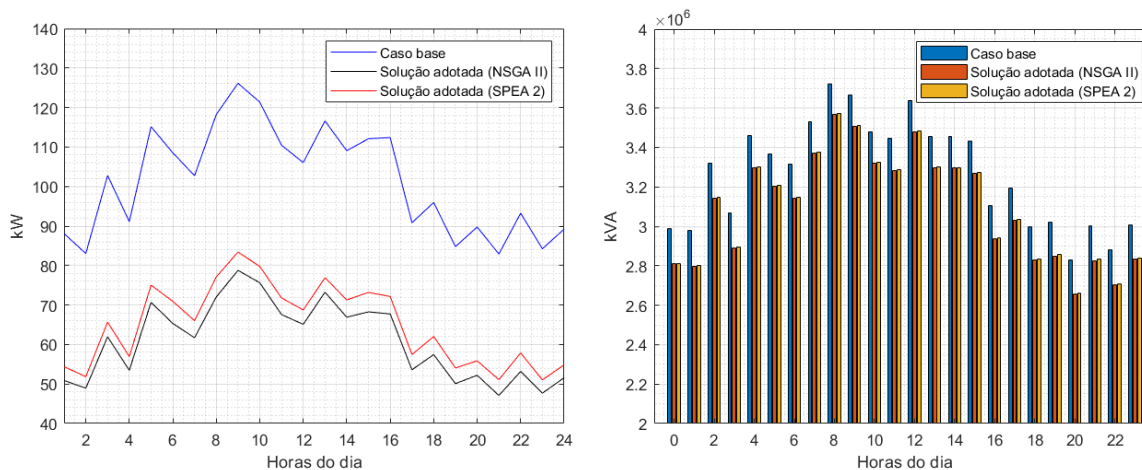 140
130
120
110
100
90
80
70
60
50
40
kW
2 4 6 8 10 12 14 16 18 20 22 24
Horas do dia
Caso base
Solução adotada (NSGA II)
Solução adotada (SPEA 2)
×10⁶
4
3.8
3.6
3.4
3.2
3
2.8
2.6
2.4
2.2
2
kVA
0 2 4 6 8 10 12 14 16 18 20 22
Horas do dia
Caso base
Solução adotada (NSGA II)
Solução adotada (SPEA 2)